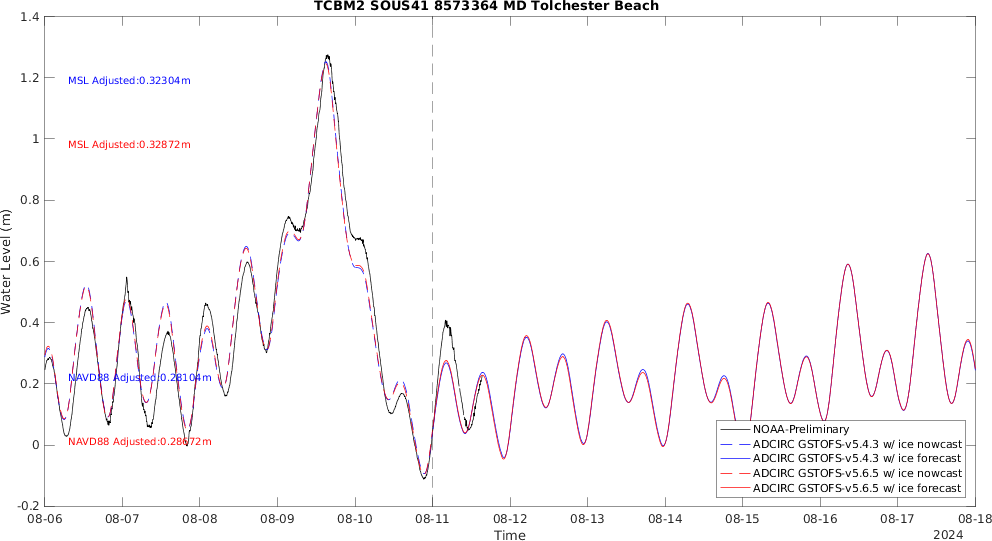 TCBM2 SOUS41 8573364 MD Tolchester Beach
Water Level (m)
1.4
1.2
1
0.8
0.6
0.4
0.2
0
-0.2
MSL Adjusted:0.32304m
MSL Adjusted:0.32872m
NAVD88 Adjusted:0.28104m
NAVD88 Adjusted:0.28672m
NOAA-Preliminary
ADCIRC GSTOFS-v5.4.3 w/ ice nowcast
ADCIRC GSTOFS-v5.4.3 w/ ice forecast
ADCIRC GSTOFS-v5.6.5 w/ ice nowcast
ADCIRC GSTOFS-v5.6.5 w/ ice forecast
08-06 08-07 08-08 08-09 08-10 08-11 08-12 08-13 08-14 08-15 08-16 08-17 08-18
Time
2024